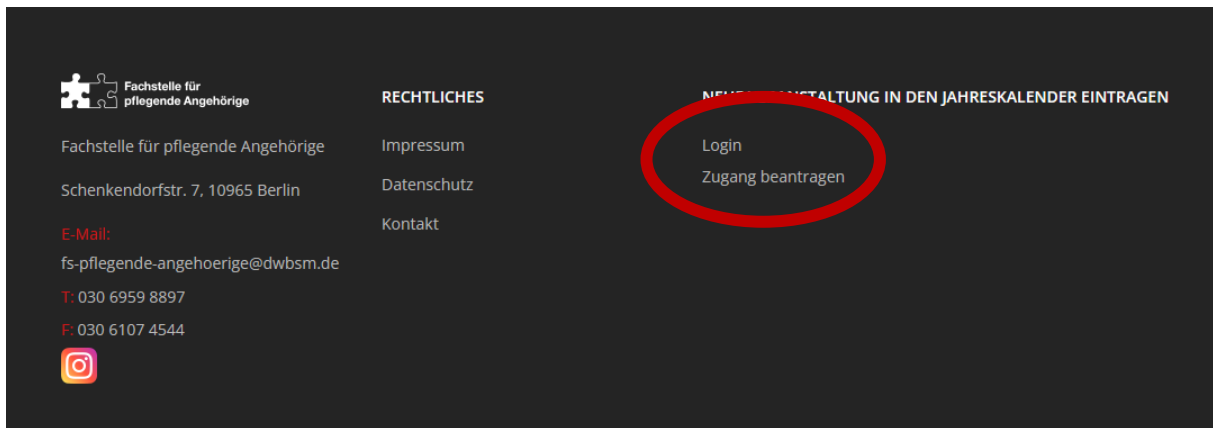 Fachstelle für
pflegende Angehörige
Fachstelle für pflegende Angehörige
Schenkendorfstr. 7, 10965 Berlin
E-Mail:
fs-pflegende-angehoerige@dwbsm.de
T: 030 6959 8897
F: 030 6107 4544
RECHTLICHES
Impressum
Datenschutz
Kontakt
IN DEN JAHRESKALENDER EINTRAGEN
Login
Zugang beantragen